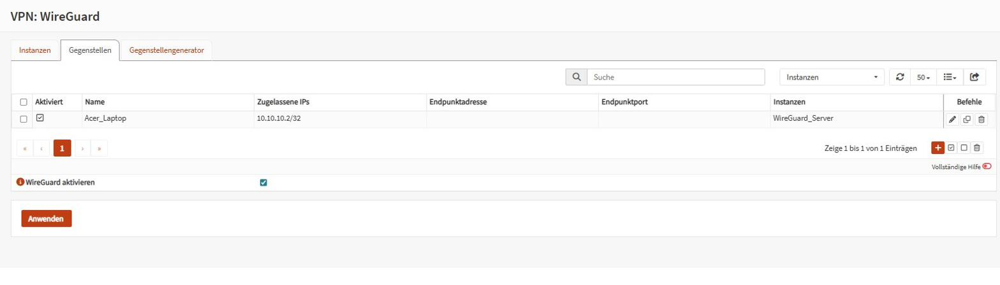 VPN: WireGuard
Instanzen Gegenstellen Gegenstellengenerator
Suche Instanzen 50
Aktiviert Name Zugelassene IPs Endpunktadresse Endpunktport Instanzen Befehle
Acer_Laptop 10.10.10.2/32 WireGuard_Server
« ‹ 1 › » Zeige 1 bis 1 von 1 Einträgen
Vollständige Hilfe
WireGuard aktivieren
Anwenden